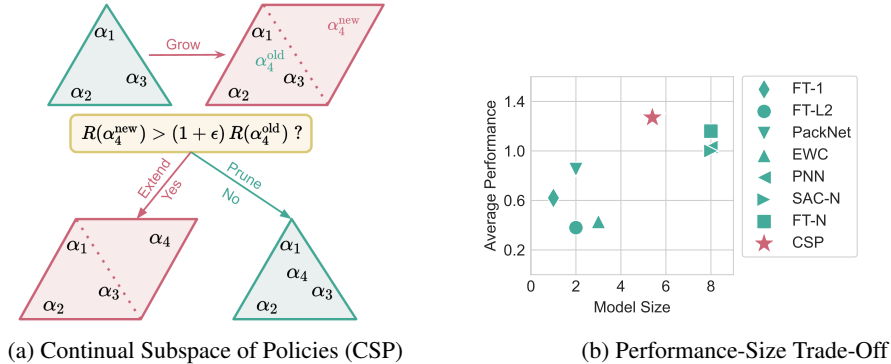 α₁
α₂
α₃
Grow
α₁
α₄ⁿᵉʷ
α₄ᵒˡᵈ
α₃
α₂
R(α₄ⁿᵉʷ) > (1 + ϵ) R(α₄ᵒˡᵈ) ?
Extend
Yes
Prune
No
α₁
α₄
α₃
α₂
α₁
α₄
α₃
α₂
(a) Continual Subspace of Policies (CSP)
Average Performance
1.4
1.0
0.6
0.2
0 2 4 6 8
Model Size
FT-1
FT-L2
PackNet
EWC
PNN
SAC-N
FT-N
CSP
(b) Performance-Size Trade-Off